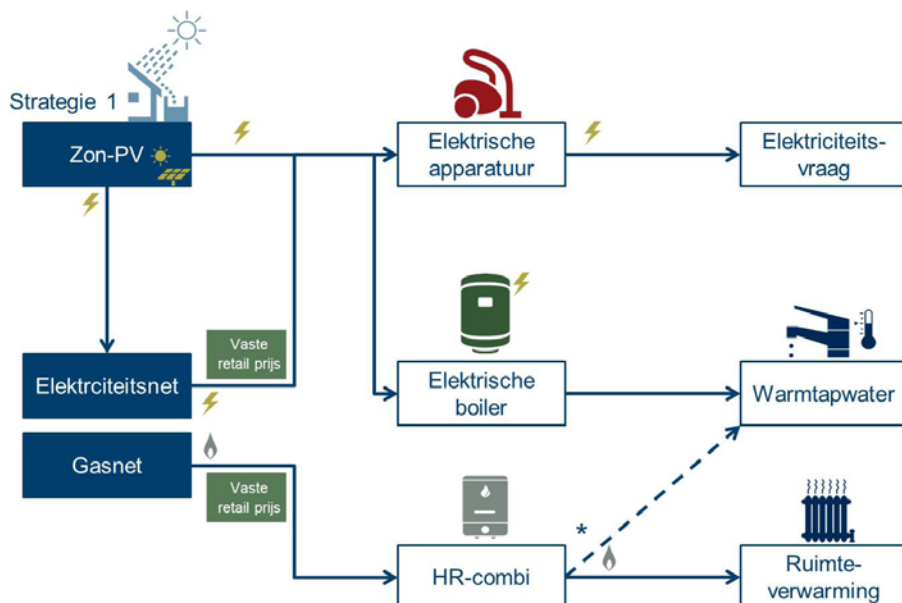 Strategie 1
Zon-PV
Elektrische
apparatuur
Elektriciteits-
vraag
Vaste
retail prijs
Elektrciteitsnet
Elektrische
boiler
Warmtapwater
Gasnet
Vaste
retail prijs
*
HR-combi
Ruimte-
verwarming